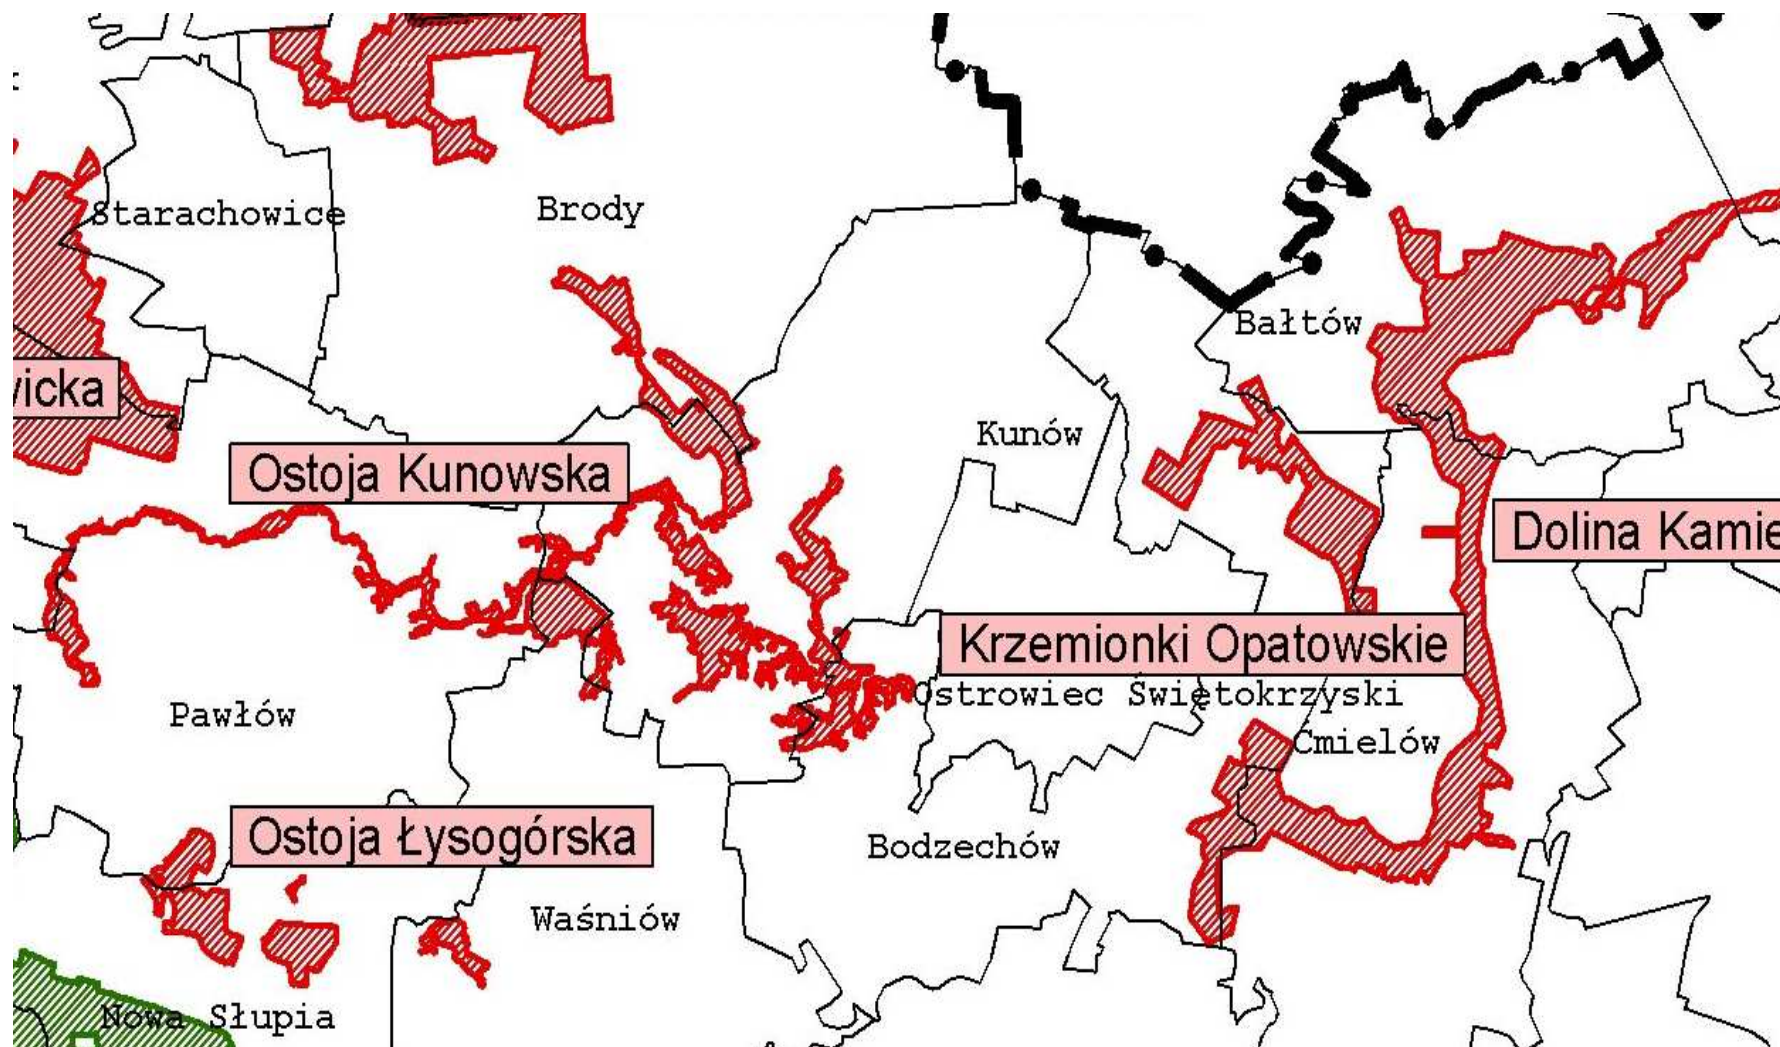 Starachowice
Brody
Bałtów
wicka
Kunów
Ostoja Kunowska
Dolina Kamie
Krzemionki Opatowskie
Ostrowiec Świętokrzyski
Pawłów
Ćmielów
Ostoja Łysogórska
Bodzechów
Waśniów
Nowa Słupia